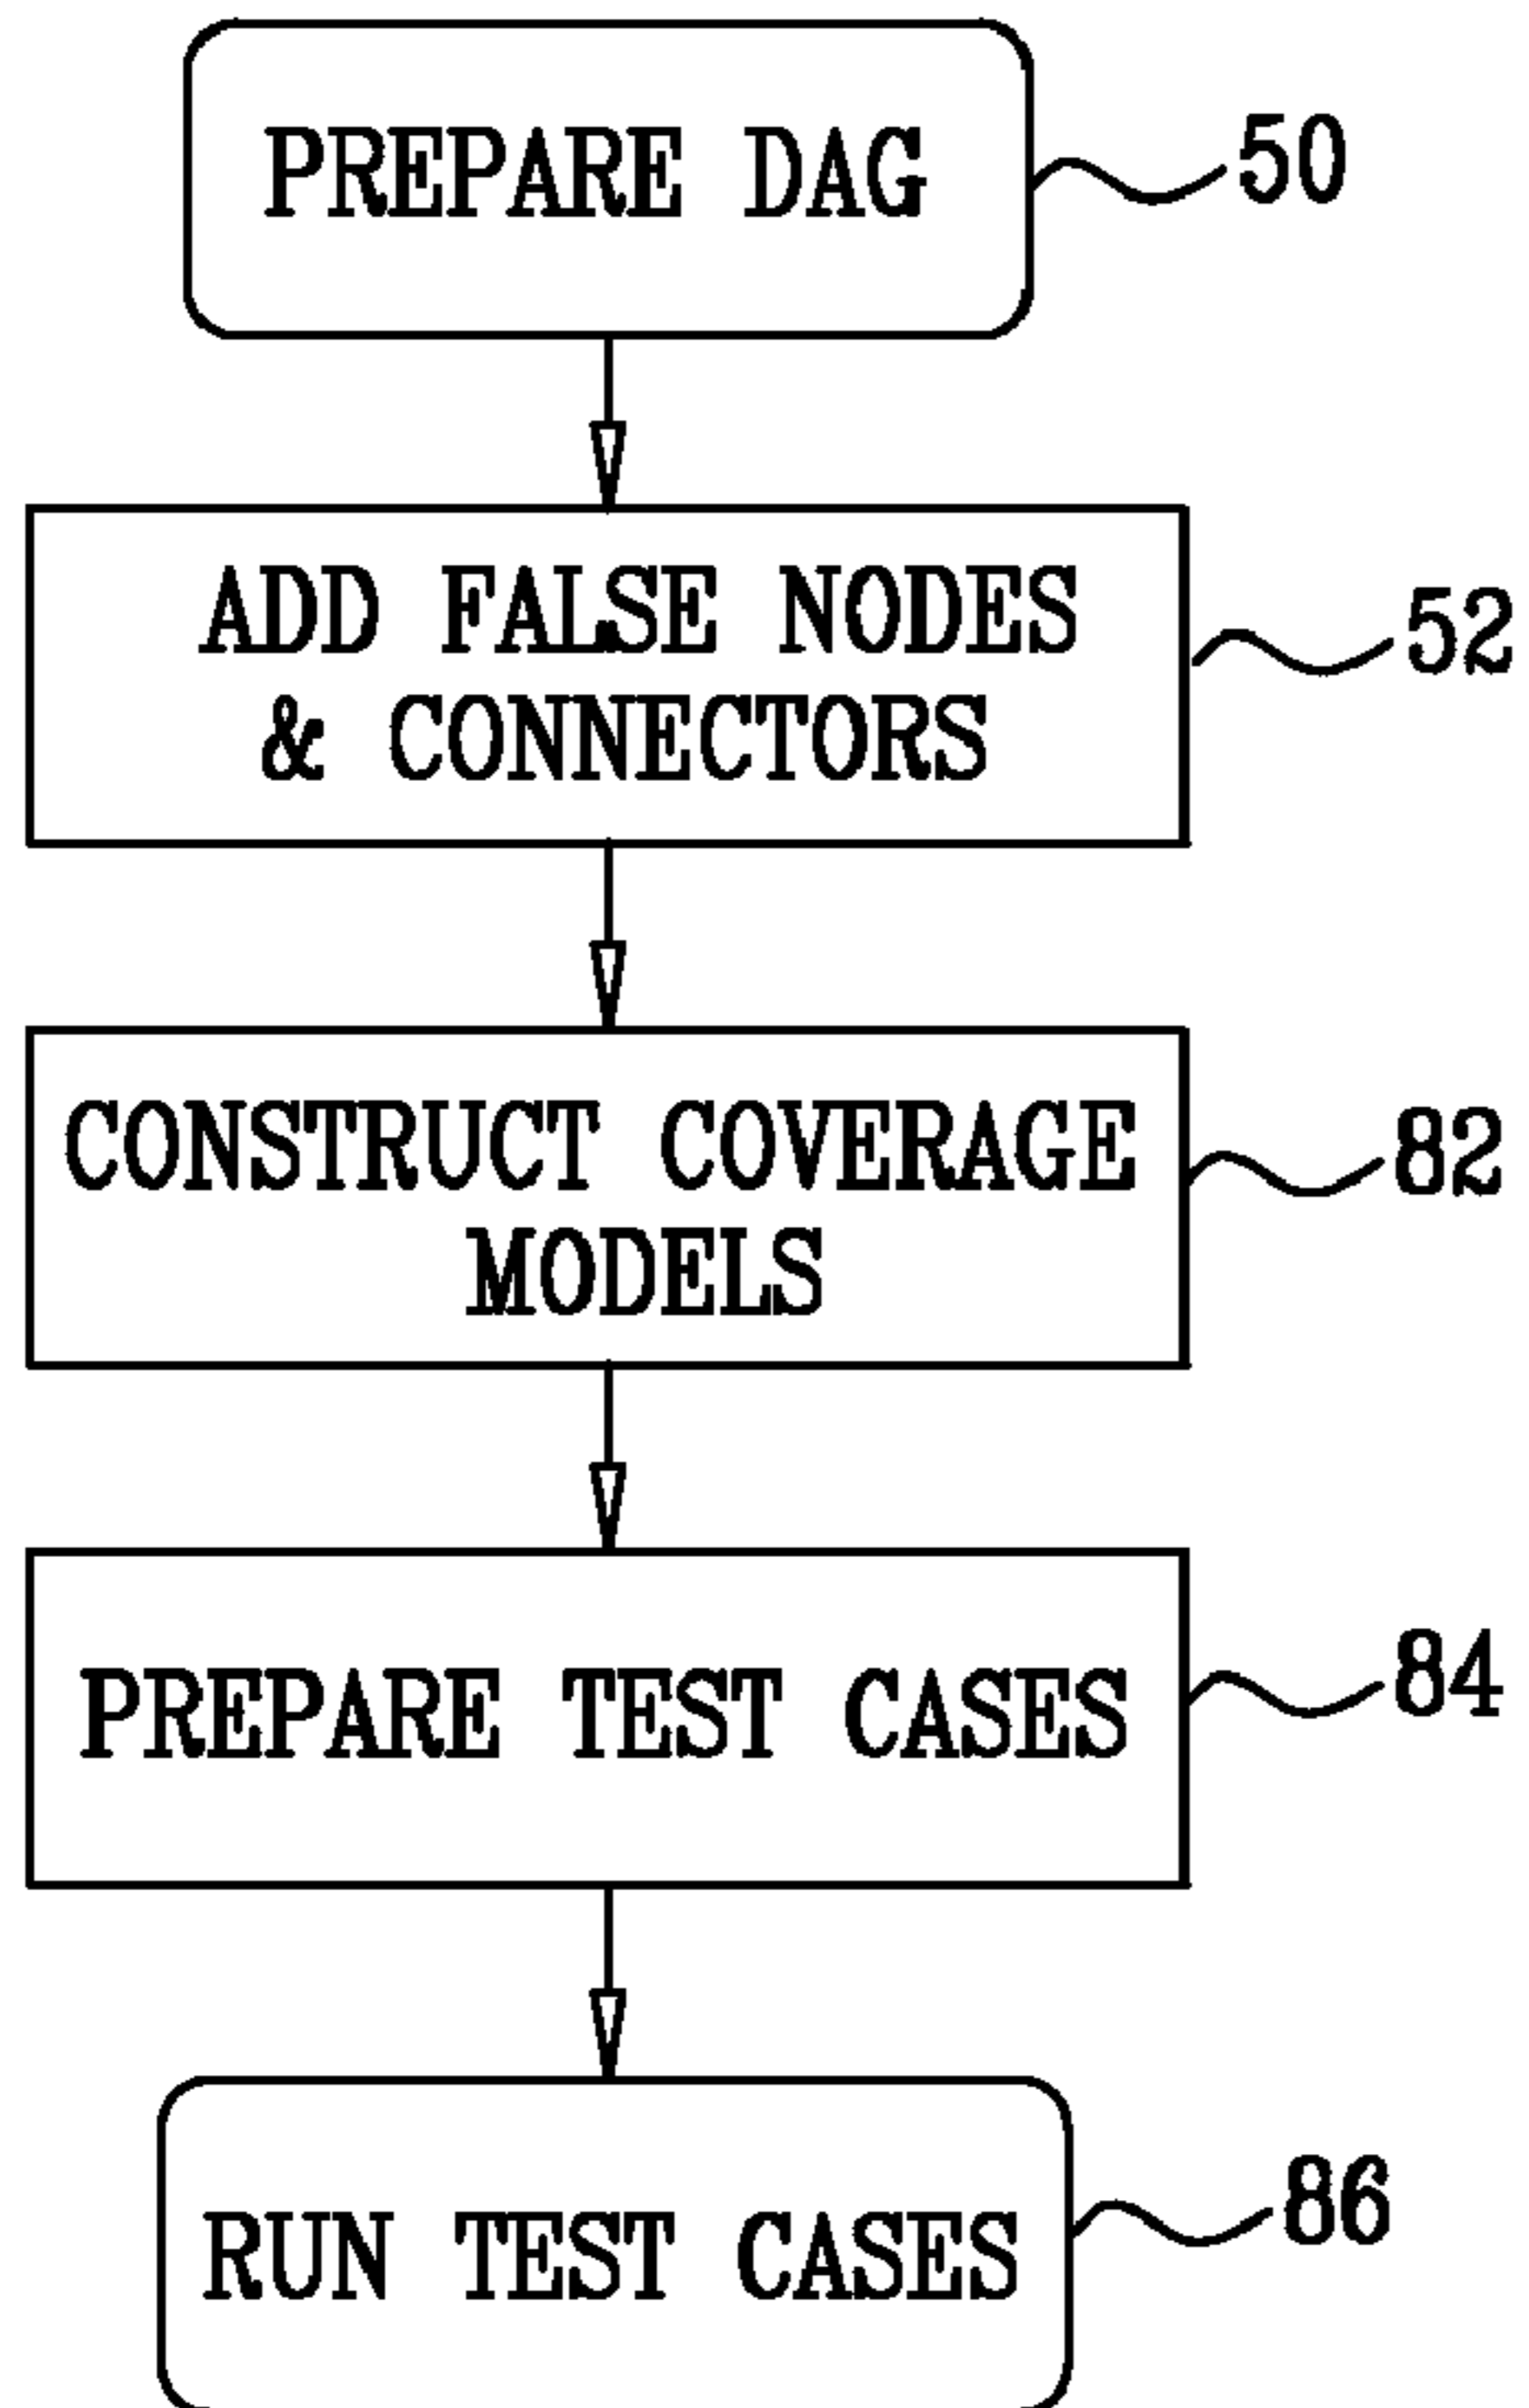 PREPARE DAG
50
ADD FALSE NODES
& CONNECTORS
52
CONSTRUCT COVERAGE
MODELS
82
PREPARE TEST CASES
84
RUN TEST CASES
86